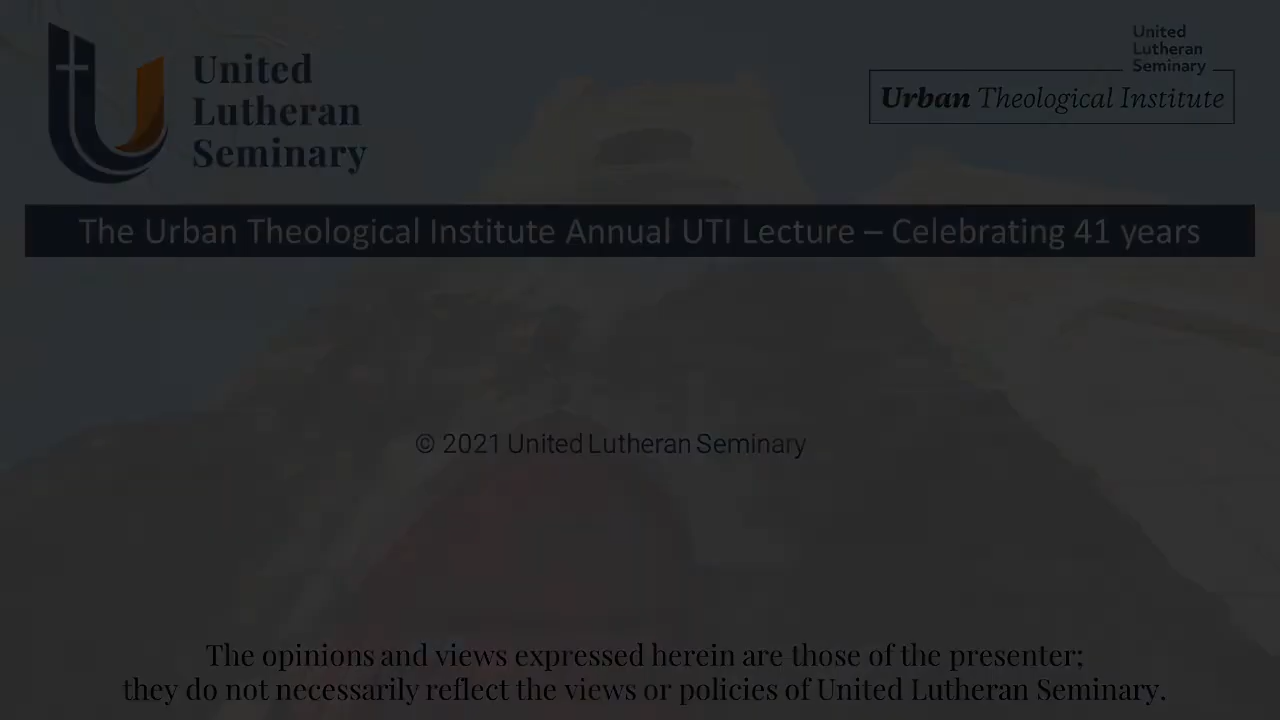 United
Lutheran
Seminary
United
Lutheran
Seminary
Urban Theological Institute
The Urban Theological Institute Annual UTI Lecture – Celebrating 41 years
© 2021 United Lutheran Seminary
The opinions and views expressed herein are those of the presenter;
they do not necessarily reflect the views or policies of United Lutheran Seminary.